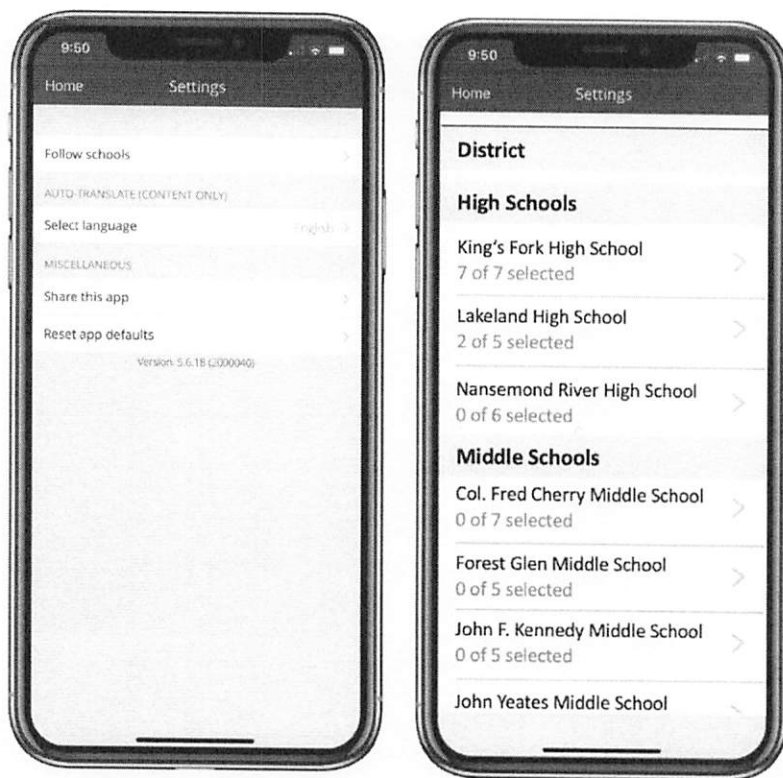 9:50
Home Settings
Follow schools
AUTO-TRANSLATE (CONTENT ONLY)
Select language English
MISCELLANEOUS
Share this app
Reset app defaults
Version: 5.6.18 (2000040)
9:50
Home Settings
District
High Schools
King's Fork High School
7 of 7 selected
Lakeland High School
2 of 5 selected
Nansemond River High School
0 of 6 selected
Middle Schools
Col. Fred Cherry Middle School
0 of 7 selected
Forest Glen Middle School
0 of 5 selected
John F. Kennedy Middle School
0 of 5 selected
John Yeates Middle School